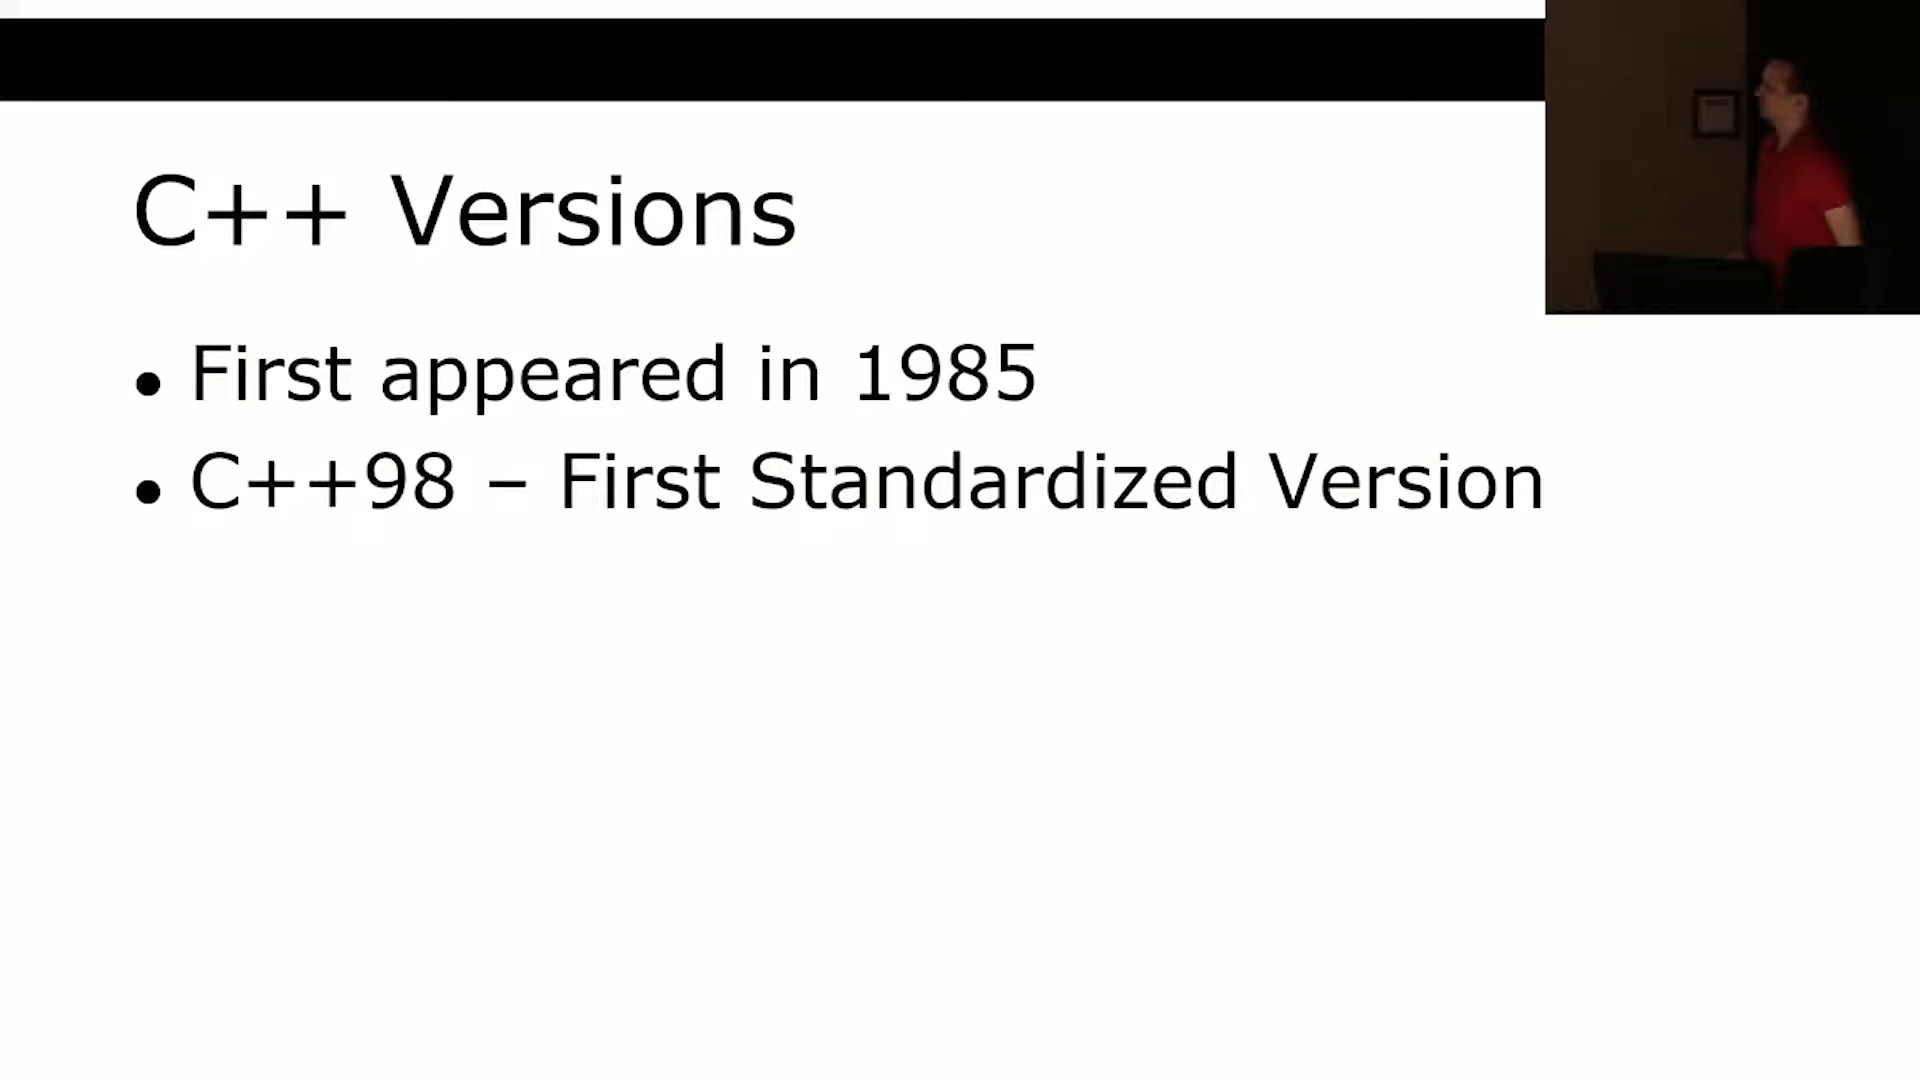 C++ Versions
• First appeared in 1985
• C++98 – First Standardized Version